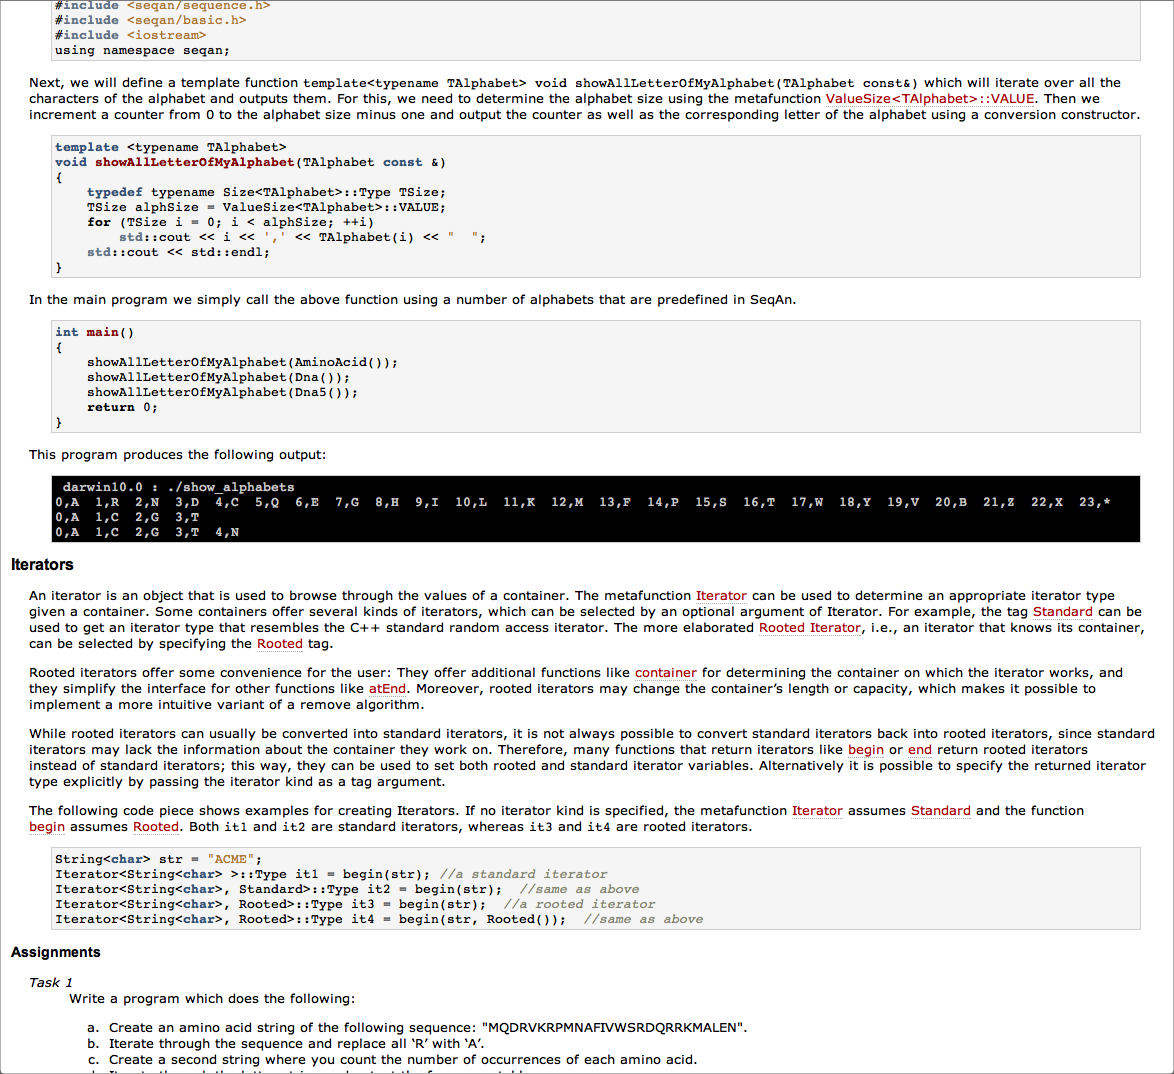 #include <seqan/sequence.h>
#include <seqan/basic.h>
#include <iostream>
using namespace seqan;
Next, we will define a template function template<typename TAlphabet> void showAllLetterOfMyAlphabet(TAlphabet const&) which will iterate over all the
characters of the alphabet and outputs them. For this, we need to determine the alphabet size using the metafunction ValueSize<TAlphabet>::VALUE. Then we
increment a counter from 0 to the alphabet size minus one and output the counter as well as the corresponding letter of the alphabet using a conversion constructor.
template <typename TAlphabet>
void showAllLetterOfMyAlphabet(TAlphabet const &)
{
    typedef typename Size<TAlphabet>::Type TSize;
    TSize alphSize = ValueSize<TAlphabet>::VALUE;
    for (TSize i = 0; i < alphSize; ++i)
        std::cout << i << ',' << TAlphabet(i) << "  ";
    std::cout << std::endl;
}
In the main program we simply call the above function using a number of alphabets that are predefined in SeqAn.
int main()
{
    showAllLetterOfMyAlphabet(AminoAcid());
    showAllLetterOfMyAlphabet(Dna());
    showAllLetterOfMyAlphabet(Dna5());
    return 0;
}
This program produces the following output:
darwin10.0 : ./show_alphabets
0,A  1,R  2,N  3,D  4,C  5,Q  6,E  7,G  8,H  9,I  10,L  11,K  12,M  13,F  14,P  15,S  16,T  17,W  18,Y  19,V  20,B  21,Z  22,X  23,*
0,A  1,C  2,G  3,T
0,A  1,C  2,G  3,T  4,N
Iterators
An iterator is an object that is used to browse through the values of a container. The metafunction Iterator can be used to determine an appropriate iterator type
given a container. Some containers offer several kinds of iterators, which can be selected by an optional argument of Iterator. For example, the tag Standard can be
used to get an iterator type that resembles the C++ standard random access iterator. The more elaborated Rooted Iterator, i.e., an iterator that knows its container,
can be selected by specifying the Rooted tag.
Rooted iterators offer some convenience for the user: They offer additional functions like container for determining the container on which the iterator works, and
they simplify the interface for other functions like atEnd. Moreover, rooted iterators may change the container’s length or capacity, which makes it possible to
implement a more intuitive variant of a remove algorithm.
While rooted iterators can usually be converted into standard iterators, it is not always possible to convert standard iterators back into rooted iterators, since standard
iterators may lack the information about the container they work on. Therefore, many functions that return iterators like begin or end return rooted iterators
instead of standard iterators; this way, they can be used to set both rooted and standard iterator variables. Alternatively it is possible to specify the returned iterator
type explicitly by passing the iterator kind as a tag argument.
The following code piece shows examples for creating Iterators. If no iterator kind is specified, the metafunction Iterator assumes Standard and the function
begin assumes Rooted. Both it1 and it2 are standard iterators, whereas it3 and it4 are rooted iterators.
String<char> str = "ACME";
Iterator<String<char> >::Type it1 = begin(str); //a standard iterator
Iterator<String<char>, Standard>::Type it2 = begin(str);  //same as above
Iterator<String<char>, Rooted>::Type it3 = begin(str);  //a rooted iterator
Iterator<String<char>, Rooted>::Type it4 = begin(str, Rooted());  //same as above
Assignments
Task 1
Write a program which does the following:
a. Create an amino acid string of the following sequence: "MQDRVKRPMNAFIVWSRDQRRKMALEN".
b. Iterate through the sequence and replace all ‘R’ with ‘A’.
c. Create a second string where you count the number of occurrences of each amino acid.